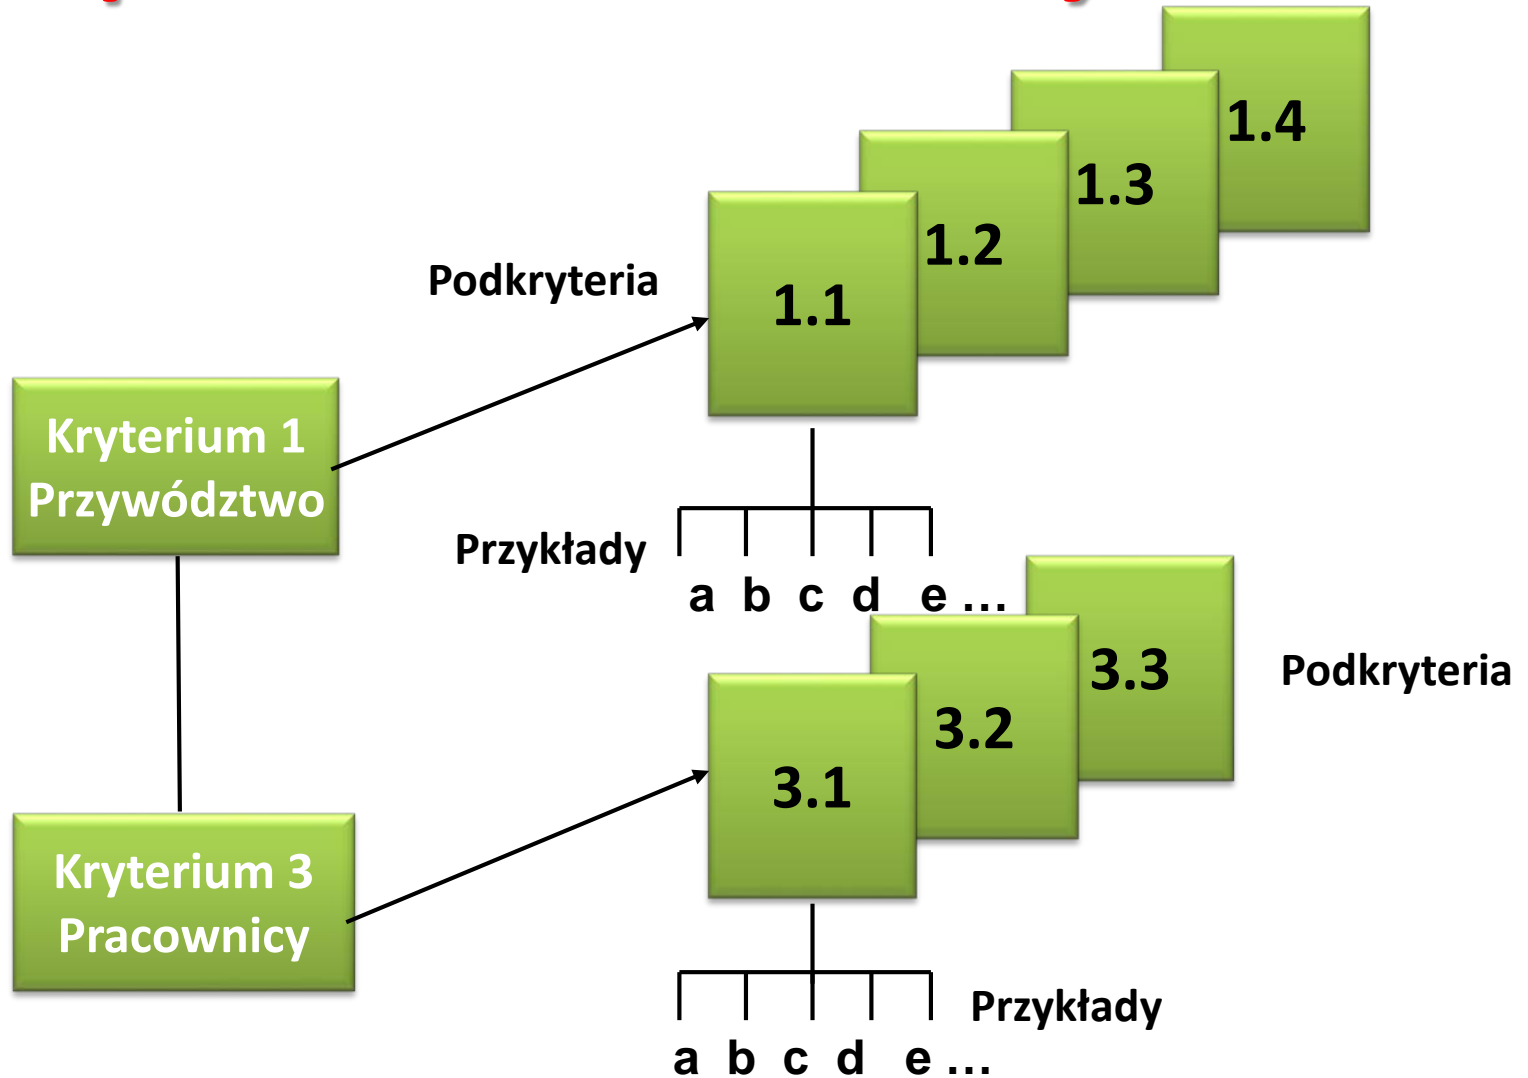 1.4
1.3
1.2
1.1
Podkryteria
Kryterium 1
Przywództwo
Przykłady
a b c d e ...
3.3
3.2
3.1
Podkryteria
Kryterium 3
Pracownicy
Przykłady
a b c d e ...